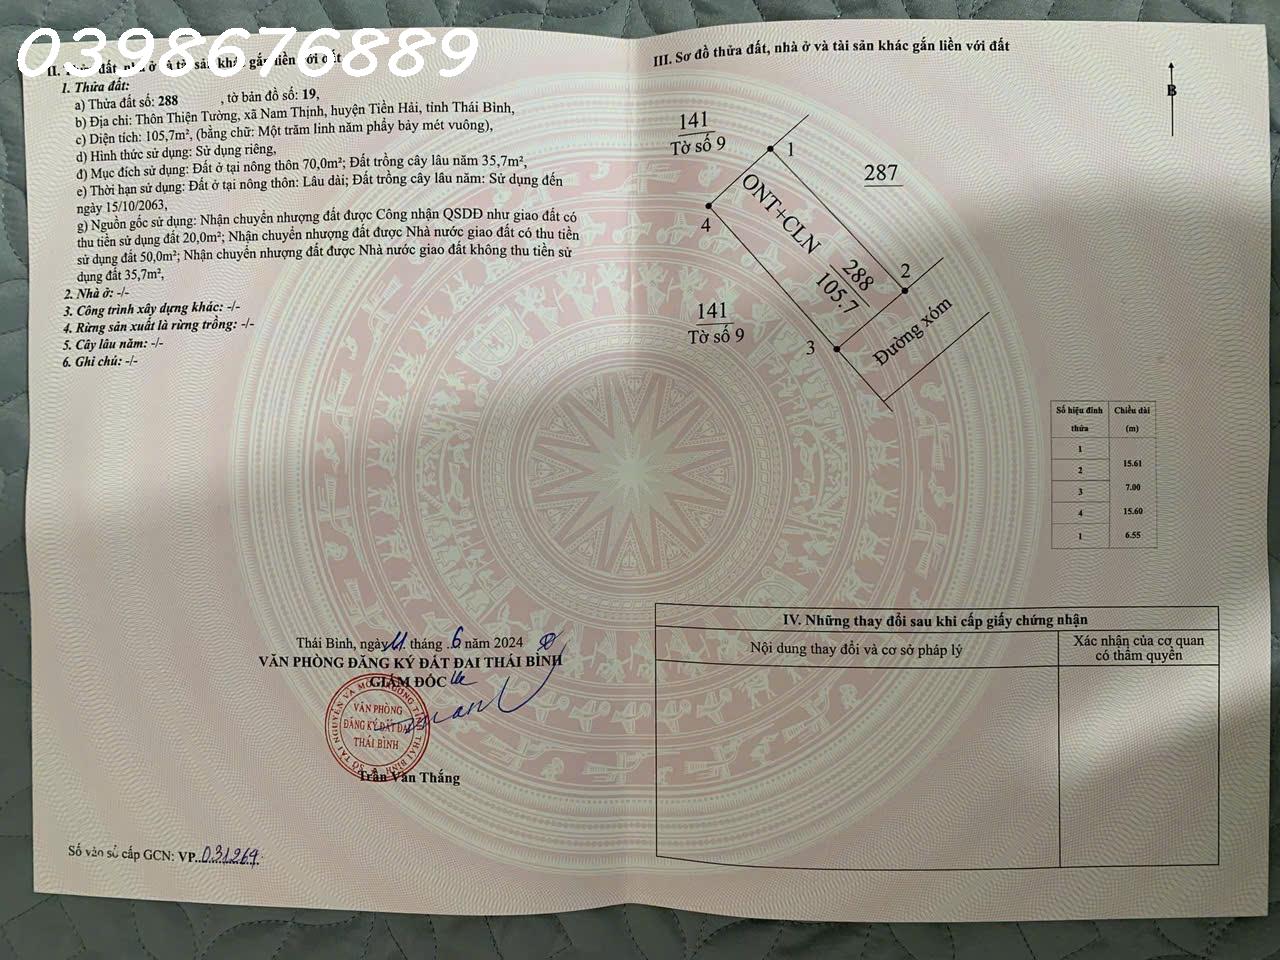 0398676889
II. Thửa đất, nhà ở và tài sản khác gắn liền với đất
1. Thửa đất:
a) Thửa đất số: 288 , tờ bản đồ số: 19,
b) Địa chỉ: Thôn Thiện Tường, xã Nam Thịnh, huyện Tiền Hải, tỉnh Thái Bình,
c) Diện tích: 105,7m², (bằng chữ: Một trăm linh năm phẩy bảy mét vuông),
d) Hình thức sử dụng: Sử dụng riêng,
đ) Mục đích sử dụng: Đất ở tại nông thôn 70,0m²; Đất trồng cây lâu năm 35,7m²,
e) Thời hạn sử dụng: Đất ở tại nông thôn: Lâu dài; Đất trồng cây lâu năm: Sử dụng đến
ngày 15/10/2063,
g) Nguồn gốc sử dụng: Nhận chuyển nhượng đất được Công nhận QSDĐ như giao đất có
thu tiền sử dụng đất 20,0m²; Nhận chuyển nhượng đất được Nhà nước giao đất có thu tiền
sử dụng đất 50,0m²; Nhận chuyển nhượng đất được Nhà nước giao đất không thu tiền sử
dụng đất 35,7m²,
2. Nhà ở: -/-
3. Công trình xây dựng khác: -/-
4. Rừng sản xuất là rừng trồng: -/-
5. Cây lâu năm: -/-
6. Ghi chú: -/-
Thái Bình, ngày 11 tháng 6 năm 2024
VĂN PHÒNG ĐĂNG KÝ ĐẤT ĐAI THÁI BÌNH
GIÁM ĐỐC
SỞ TÀI NGUYÊN VÀ MÔI TRƯỜNG TỈNH THÁI BÌNH
VĂN PHÒNG
ĐĂNG KÝ ĐẤT ĐAI
THÁI BÌNH
Trần Văn Thắng
Số vào sổ cấp GCN: VP 031269
III. Sơ đồ thửa đất, nhà ở và tài sản khác gắn liền với đất
B
141
Tờ số 9
1
287
ONT+CLN
4
288
105.7
2
141
Tờ số 9
3
Đường xóm
Số hiệu đỉnh thửa Chiều dài (m)
1
15.61
2
7.00
3
15.60
4
6.55
1
IV. Những thay đổi sau khi cấp giấy chứng nhận
Nội dung thay đổi và cơ sở pháp lý
Xác nhận của cơ quan
có thẩm quyền